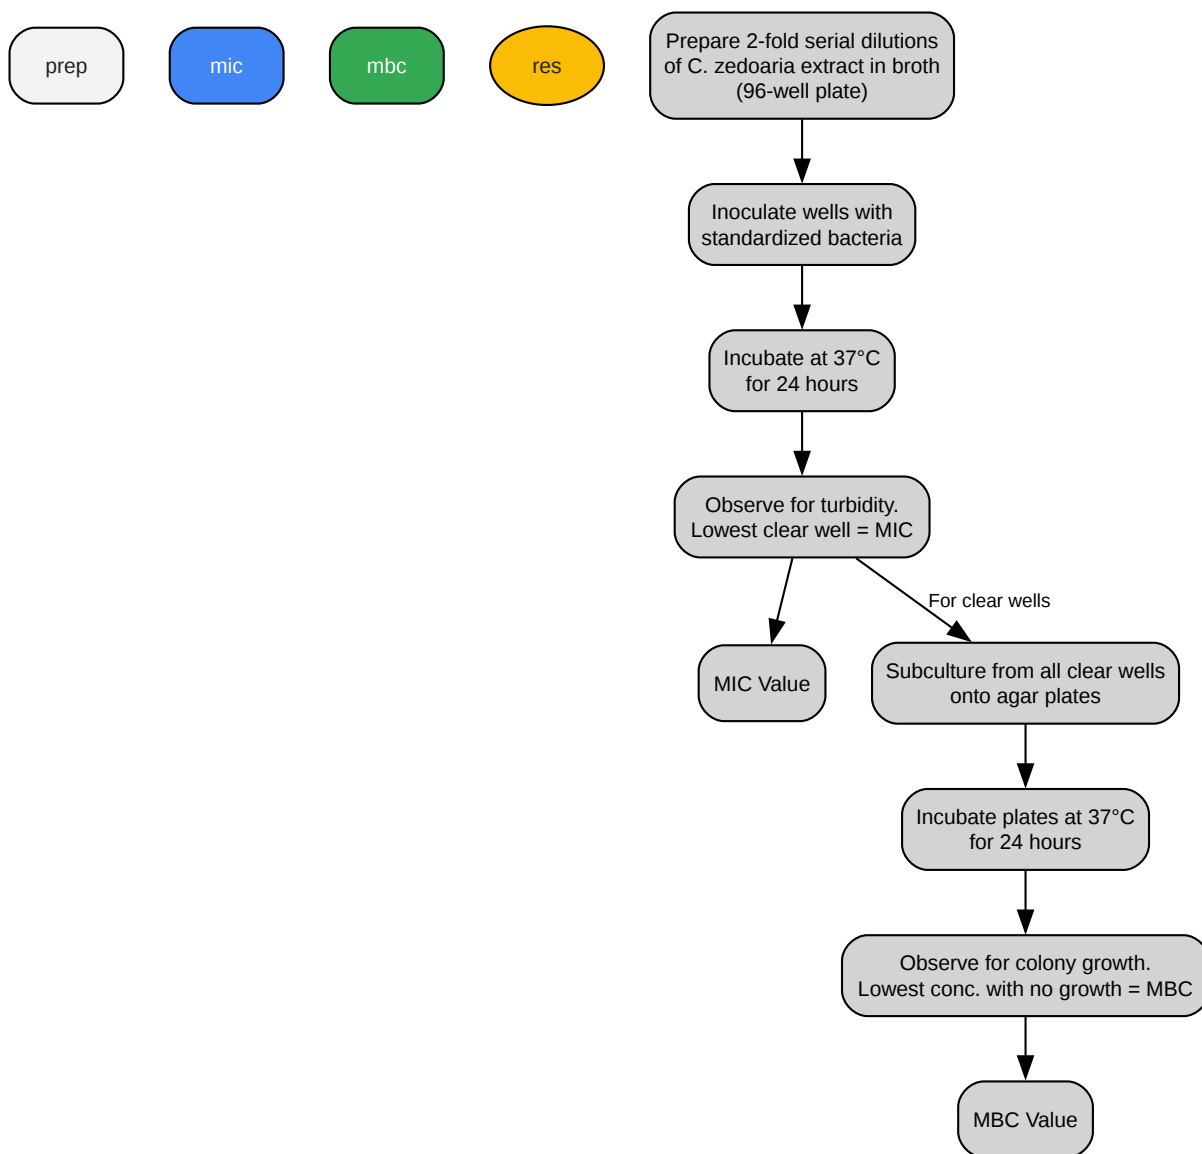 prep
mic
mbc
res
Prepare 2-fold serial dilutions
of C. zedoaria extract in broth
(96-well plate)
Inoculate wells with
standardized bacteria
Incubate at 37°C
for 24 hours
Observe for turbidity.
Lowest clear well = MIC
For clear wells
MIC Value
Subculture from all clear wells
onto agar plates
Incubate plates at 37°C
for 24 hours
Observe for colony growth.
Lowest conc. with no growth = MBC
MBC Value